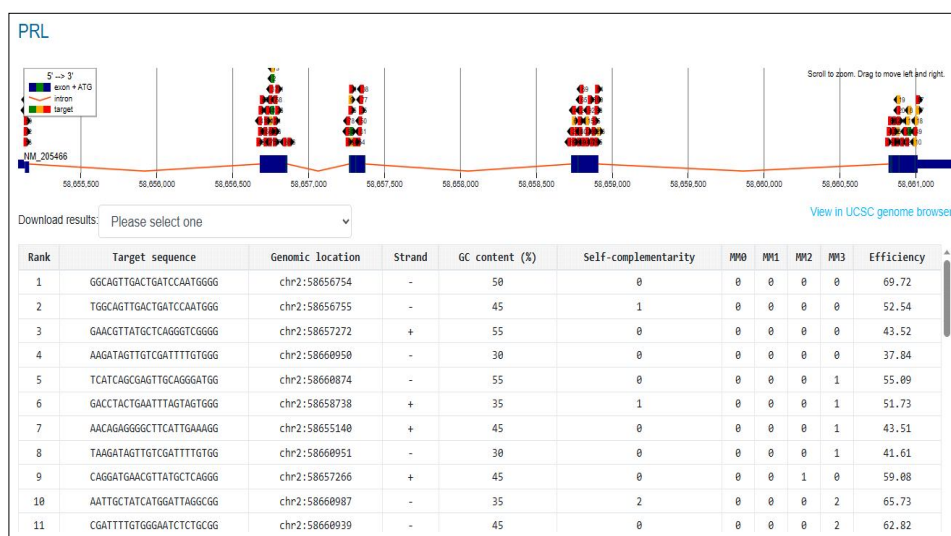 PRL
5' --> 3'
exon + ATG
intron
target
Scroll to zoom. Drag to move left and right.
NM_205466
58,655,500 58,656,000 58,656,500 58,657,000 58,657,500 58,658,000 58,658,500 58,659,000 58,659,500 58,660,000 58,660,500 58,661,000
View in UCSC genome browser
Download results: Please select one
Rank Target sequence Genomic location Strand GC content (%) Self-complementarity MM0 MM1 MM2 MM3 Efficiency
1 GGCAGTTGACTGATCCAATGGGG chr2:58656754 - 50 0 0 0 0 0 69.72
2 TGGCAGTTGACTGATCCAATGGG chr2:58656755 - 45 1 0 0 0 0 52.54
3 GAACGTTATGCTCAGGGTCGGGG chr2:58657272 + 55 0 0 0 0 0 43.52
4 AAGATAGTTGTCGATTTTGTGGG chr2:58660950 - 30 0 0 0 0 0 37.84
5 TCATCAGCGAGTTGCAGGGATGG chr2:58660874 - 55 0 0 0 0 1 55.09
6 GACCTACTGAATTTAGTAGTGGG chr2:58658738 + 35 1 0 0 0 1 51.73
7 AACAGAGGGGCTTCATTGAAAGG chr2:58655140 + 45 0 0 0 0 1 43.51
8 TAAGATAGTTGTCGATTTTGTGG chr2:58660951 - 30 0 0 0 0 1 41.61
9 CAGGATGAACGTTATGCTCAGGG chr2:58657266 + 45 0 0 0 1 0 59.08
10 AATTGCTATCATGGATTAGGCGG chr2:58660987 - 35 2 0 0 0 2 65.73
11 CGATTTTGTGGGAATCTCTGCGG chr2:58660939 - 45 0 0 0 0 2 62.82